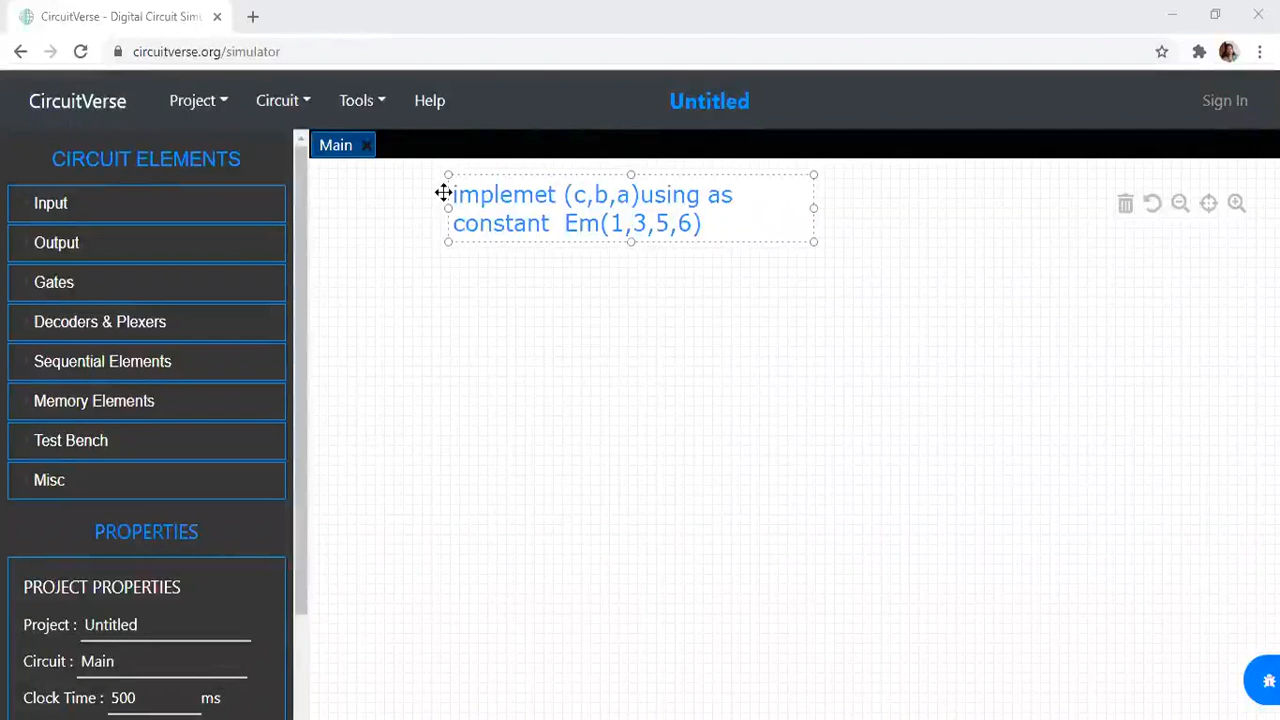 CircuitVerse - Digital Circuit Simu
circuitverse.org/simulator
CircuitVerse Project Circuit Tools Help Untitled Sign In
Main
CIRCUIT ELEMENTS
Input
Output
Gates
Decoders & Plexers
Sequential Elements
Memory Elements
Test Bench
Misc
PROPERTIES
PROJECT PROPERTIES
Project : Untitled
Circuit : Main
Clock Time : 500 ms
implemet (c,b,a)using as
constant Em(1,3,5,6)